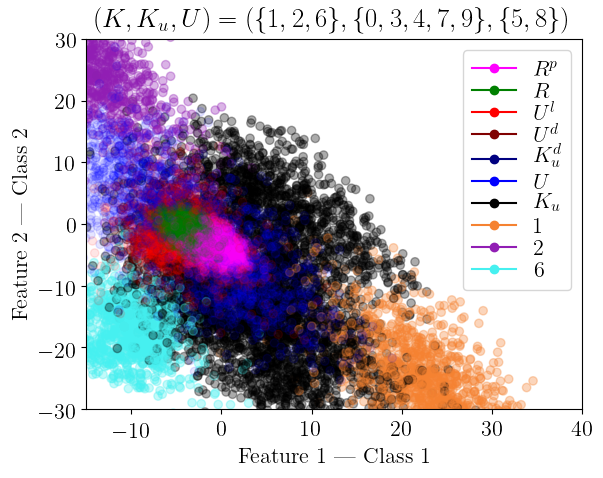 (K, K_u, U) = ({1, 2, 6}, {0, 3, 4, 7, 9}, {5, 8})
30
20
10
0
−10
−20
−30
Feature 2 — Class 2
R^p
R
U^l
U^d
K_u^d
U
K_u
1
2
6
−10
0
10
20
30
40
Feature 1 — Class 1